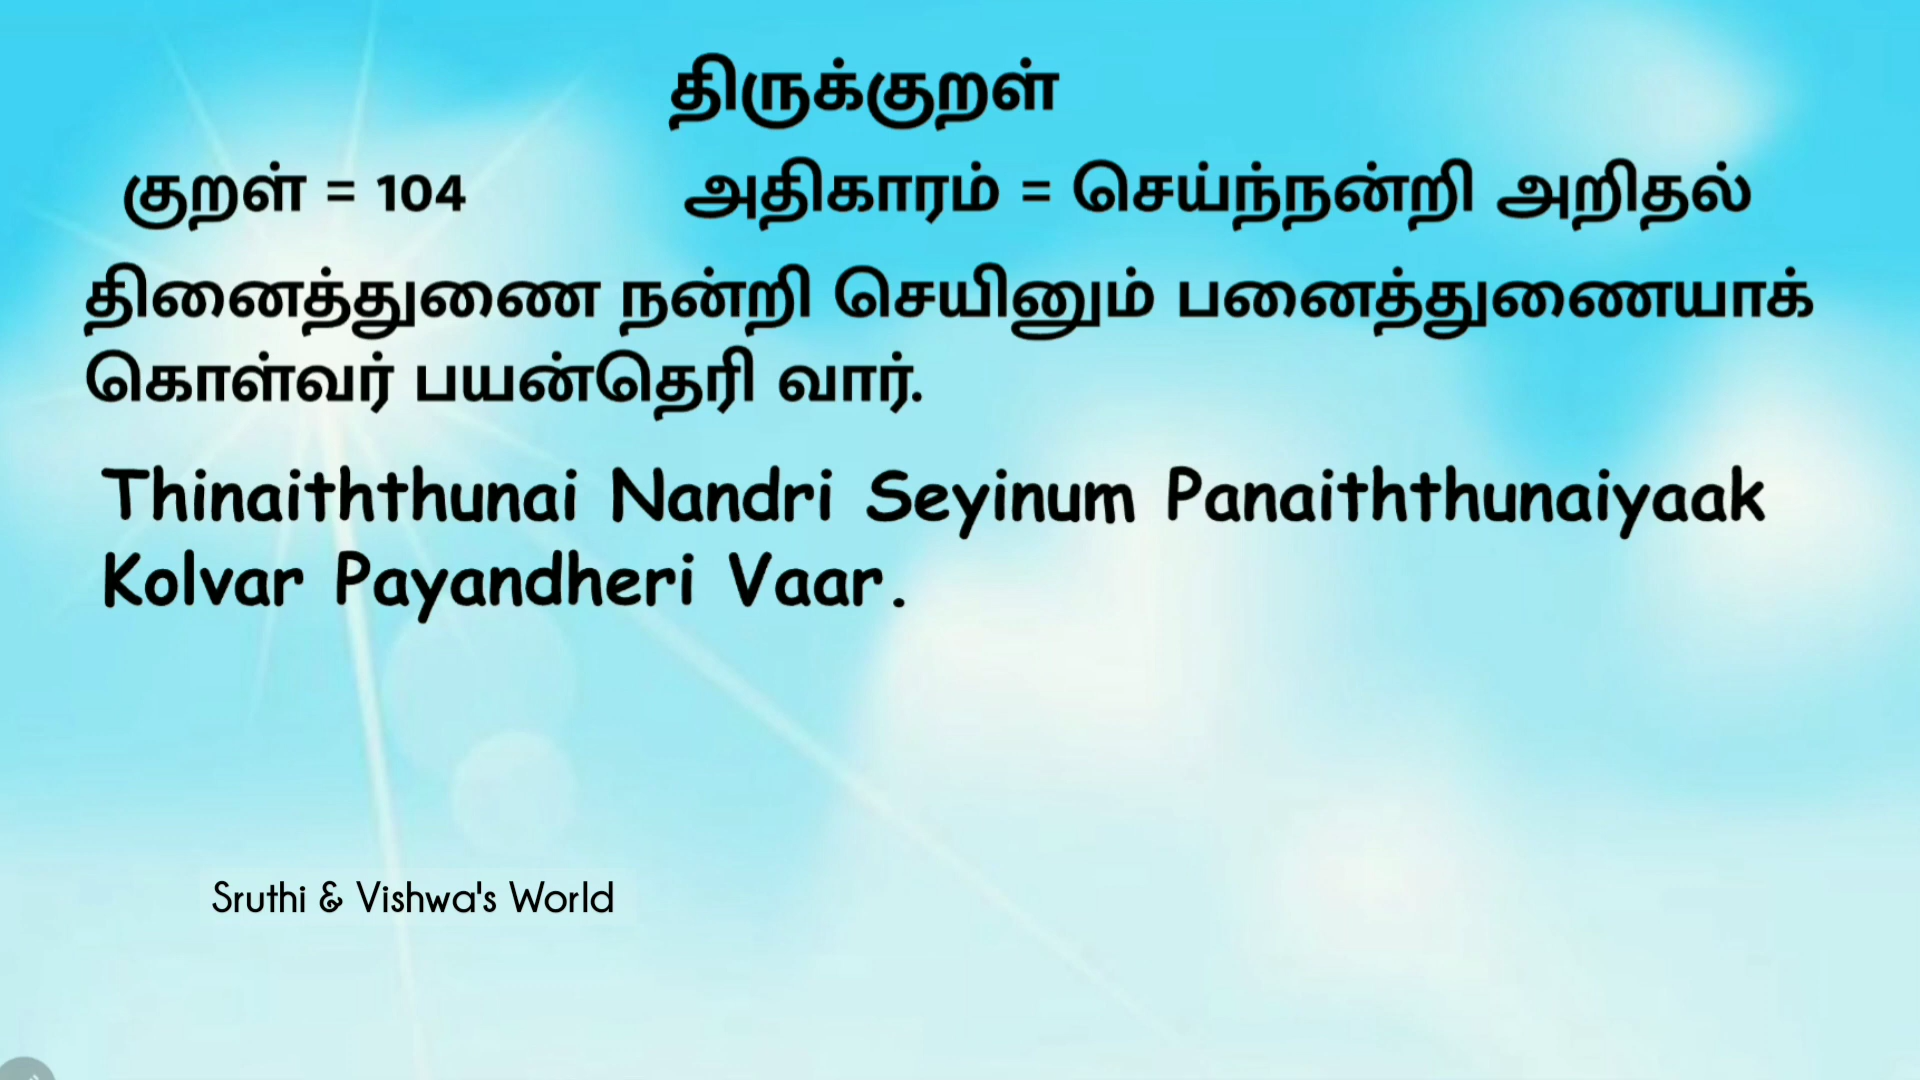 திருக்குறள்
குறள் = 104 அதிகாரம் = செய்ந்நன்றி அறிதல்
தினைத்துணை நன்றி செயினும் பனைத்துணையாக்
கொள்வர் பயன்தெரி வார்.
Thinaiththunai Nandri Seyinum Panaiththunaiyaak
Kolvar Payandheri Vaar.
Sruthi & Vishwa's World